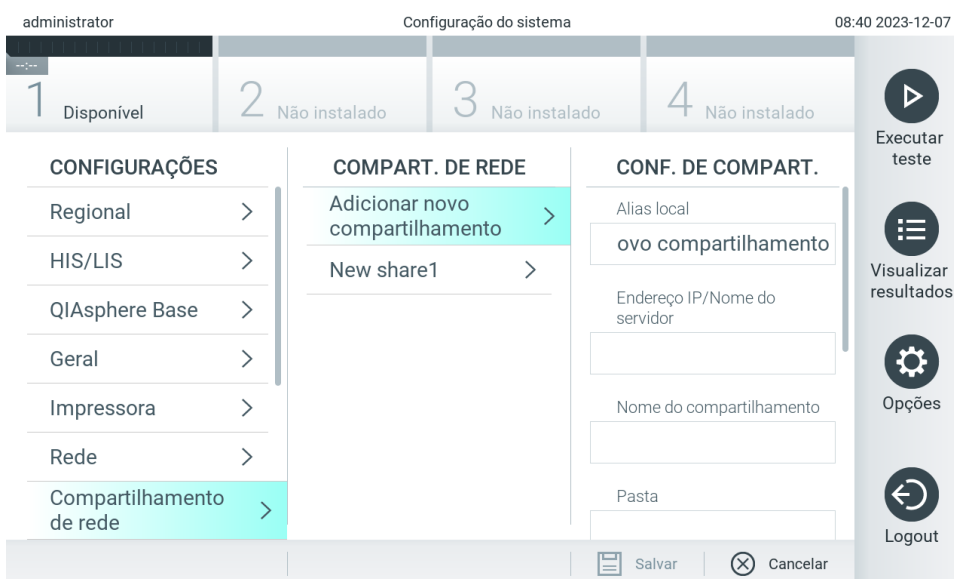 administrator Configuração do sistema 08:40 2023-12-07
--:--
1 Disponível 2 Não instalado 3 Não instalado 4 Não instalado
Executar
teste
CONFIGURAÇÕES
Regional
HIS/LIS
QIAsphere Base
Geral
Impressora
Rede
Compartilhamento
de rede
COMPART. DE REDE
Adicionar novo
compartilhamento
New share1
CONF. DE COMPART.
Alias local
ovo compartilhamento
Endereço IP/Nome do
servidor
Nome do compartilhamento
Pasta
Visualizar
resultados
Opções
Logout
Salvar Cancelar